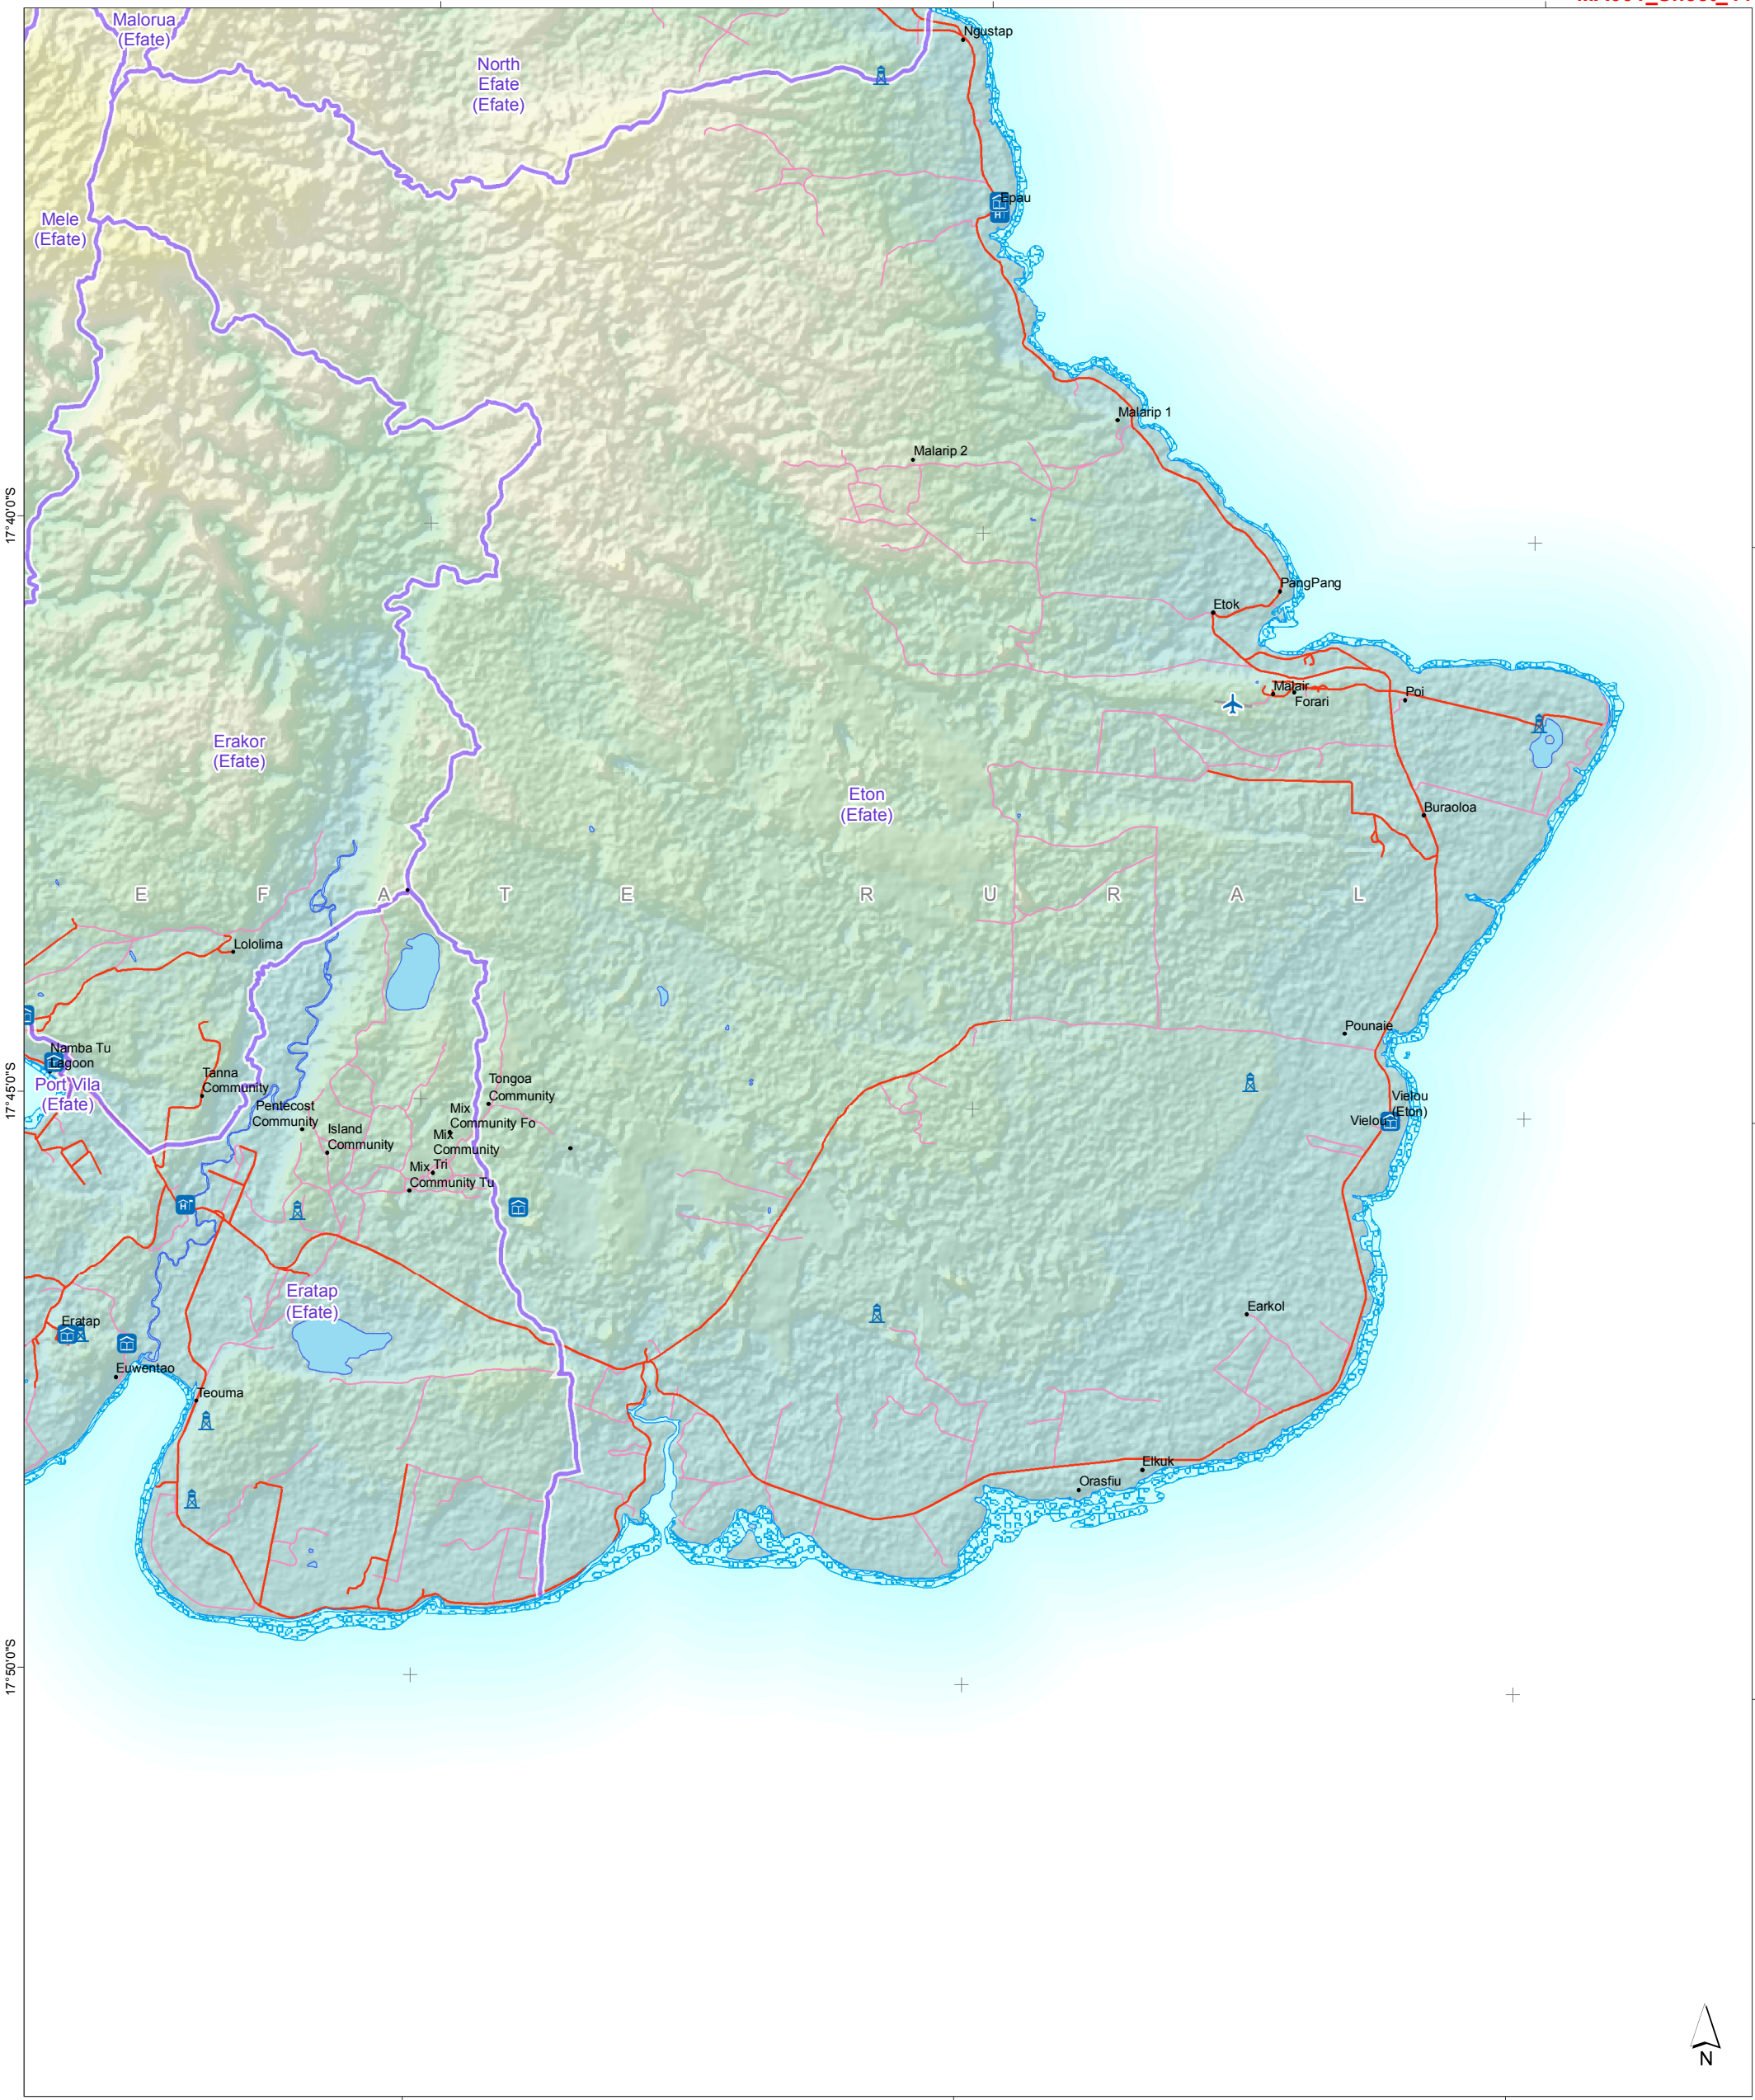 Malorua
(Efate)
North
Efate
(Efate)
Ngustap
Epau
H
Mele
(Efate)
Malarip 1
Malarip 2
17°40'0"S
PangPang
Etok
Malair
Forari
Poi
Erakor
(Efate)
Eton
(Efate)
Buraoloa
E F A T E R U R A L
Lololima
Pounaie
Namba Tu
Lagoon
Port Vila
(Efate)
17°45'0"S
Tanna
Community
Tongoa
Community
Pentecost
Community
Mix
Community Fo
Island
Community
Mix
Community
Tri
Mix
Community Tu
Vielou
(Eton)
Vielou
H
Eratap
(Efate)
Earkol
Eratap
Euwentao
Teouma
Elkuk
Orasfiu
17°50'0"S
N